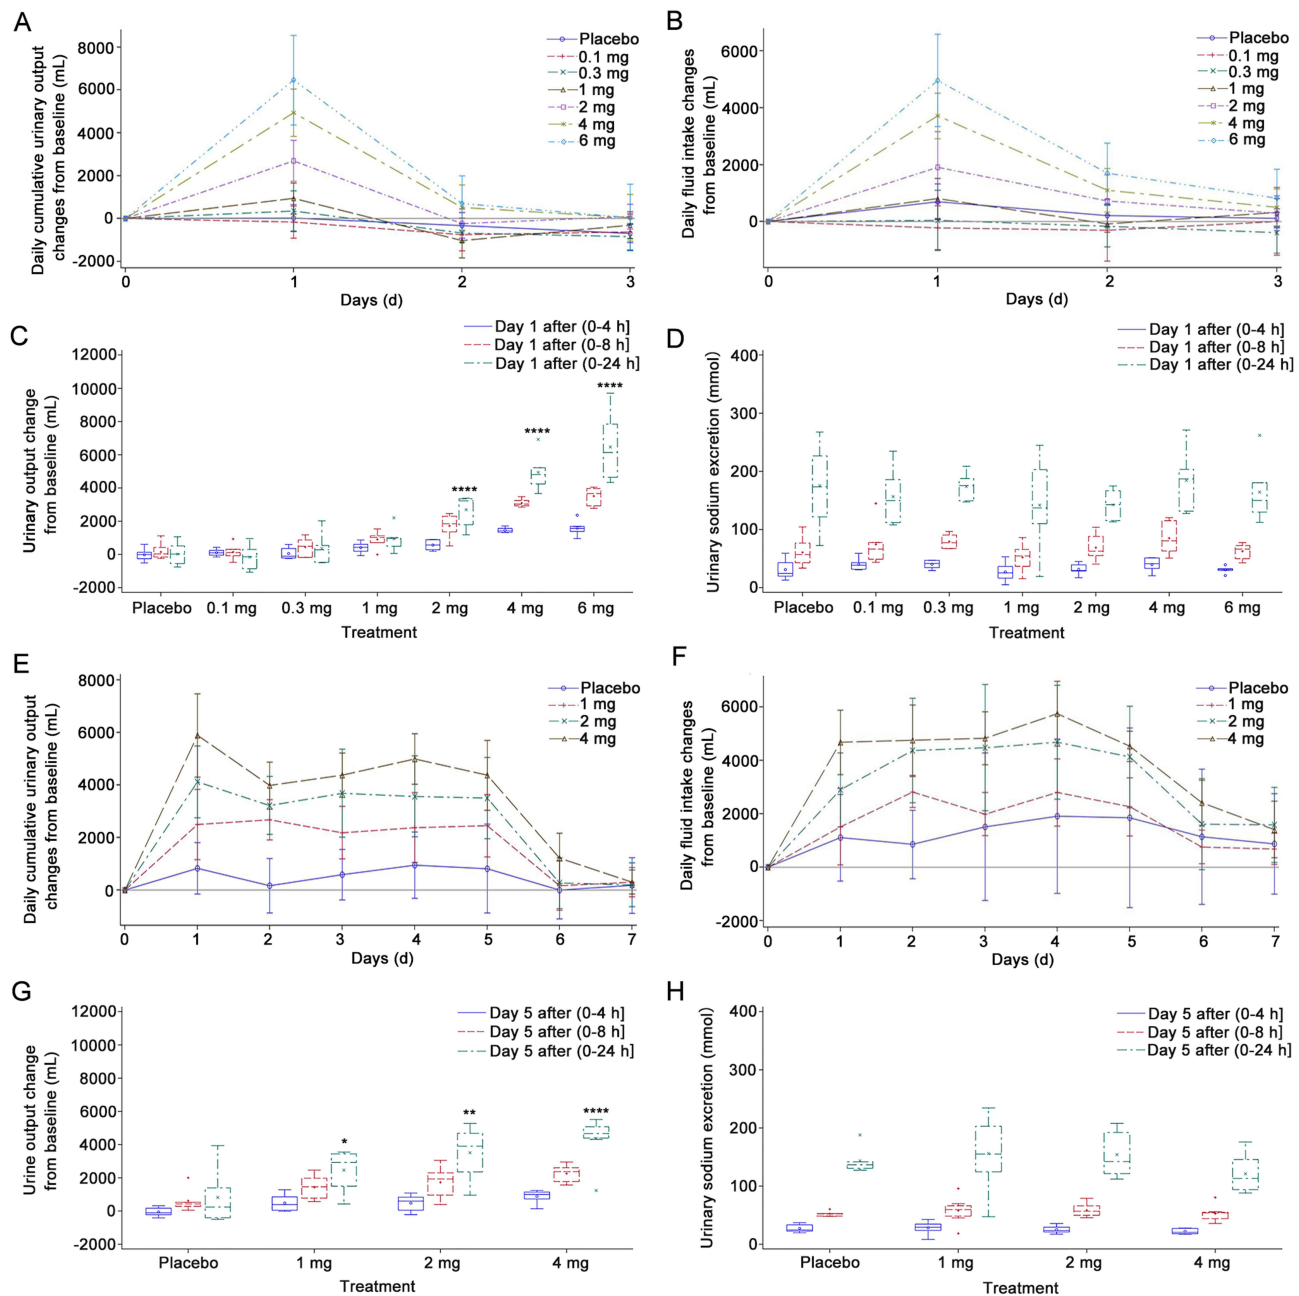 A
Daily cumulative urinary output
changes from baseline (mL)
8000
6000
4000
2000
0
-2000
0
1
2
3
Days (d)
Placebo
0.1 mg
0.3 mg
1 mg
2 mg
4 mg
6 mg
B
Daily fluid intake changes
from baseline (mL)
6000
4000
2000
0
0
1
2
3
Days (d)
Placebo
0.1 mg
0.3 mg
1 mg
2 mg
4 mg
6 mg
C
Day 1 after (0-4 h]
Day 1 after (0-8 h]
Day 1 after (0-24 h]
Urinary output change
from baseline (mL)
12000
10000
8000
6000
4000
2000
0
-2000
****
****
****
Placebo
0.1 mg
0.3 mg
1 mg
2 mg
4 mg
6 mg
Treatment
D
Day 1 after (0-4 h]
Day 1 after (0-8 h]
Day 1 after (0-24 h]
Urinary sodium excretion (mmol)
400
300
200
100
0
Placebo
0.1 mg
0.3 mg
1 mg
2 mg
4 mg
6 mg
Treatment
E
Daily cumulative urinary output
changes from baseline (mL)
8000
6000
4000
2000
0
0
1
2
3
4
5
6
7
Days (d)
Placebo
1 mg
2 mg
4 mg
F
Daily fluid intake changes
from baseline (mL)
6000
4000
2000
0
-2000
0
1
2
3
4
5
6
7
Days (d)
Placebo
1 mg
2 mg
4 mg
G
Day 5 after (0-4 h]
Day 5 after (0-8 h]
Day 5 after (0-24 h]
Urine output change
from baseline (mL)
12000
10000
8000
6000
4000
2000
0
-2000
*
**
****
Placebo
1 mg
2 mg
4 mg
Treatment
H
Day 5 after (0-4 h]
Day 5 after (0-8 h]
Day 5 after (0-24 h]
Urinary sodium excretion (mmol)
400
300
200
100
0
Placebo
1 mg
2 mg
4 mg
Treatment